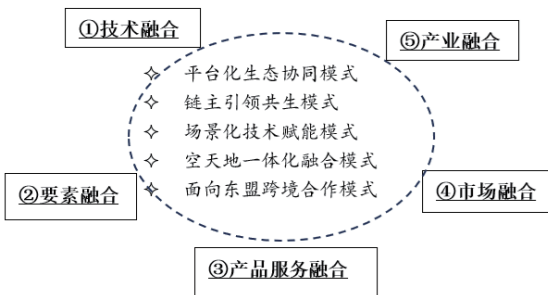 ①技术融合
⑤产业融合
✧ 平台化生态协同模式
✧ 链主引领共生模式
✧ 场景化技术赋能模式
✧ 空天地一体化融合模式
✧ 面向东盟跨境合作模式
②要素融合
④市场融合
③产品服务融合